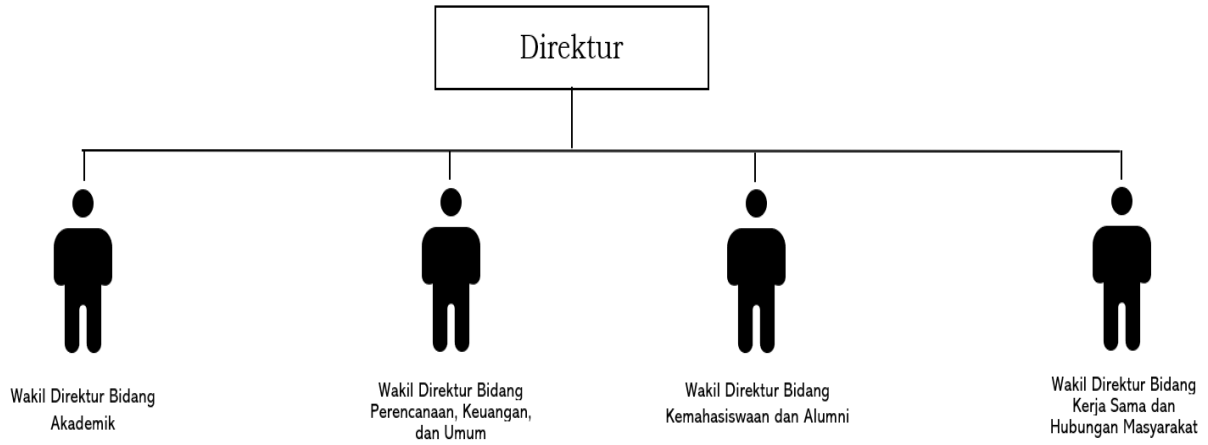 Direktur
Wakil Direktur Bidang
Akademik
Wakil Direktur Bidang
Perencanaan, Keuangan,
dan Umum
Wakil Direktur Bidang
Kemahasiswaan dan Alumni
Wakil Direktur Bidang
Kerja Sama dan
Hubungan Masyarakat